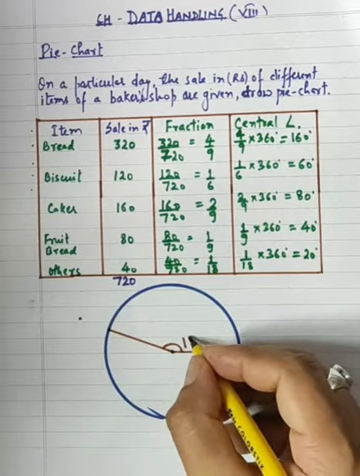 CH - DATA HANDLING (VIII)
Pie-Chart
On a particular day, the sale in (RS) of different
items of a baker's shop are given, draw pie-chart.
Item Sale in ₹ Fraction Central ∠.
Bread 320 320/720 = 4/9 4/9 × 360° = 160°
Biscuit 120 120/720 = 1/6 1/6 × 360° = 60°
Cakes 160 160/720 = 2/9 2/9 × 360° = 80°
Fruit Bread 80 80/720 = 1/9 1/9 × 360° = 40°
Others 40 40/720 = 1/18 1/18 × 360° = 20°
720